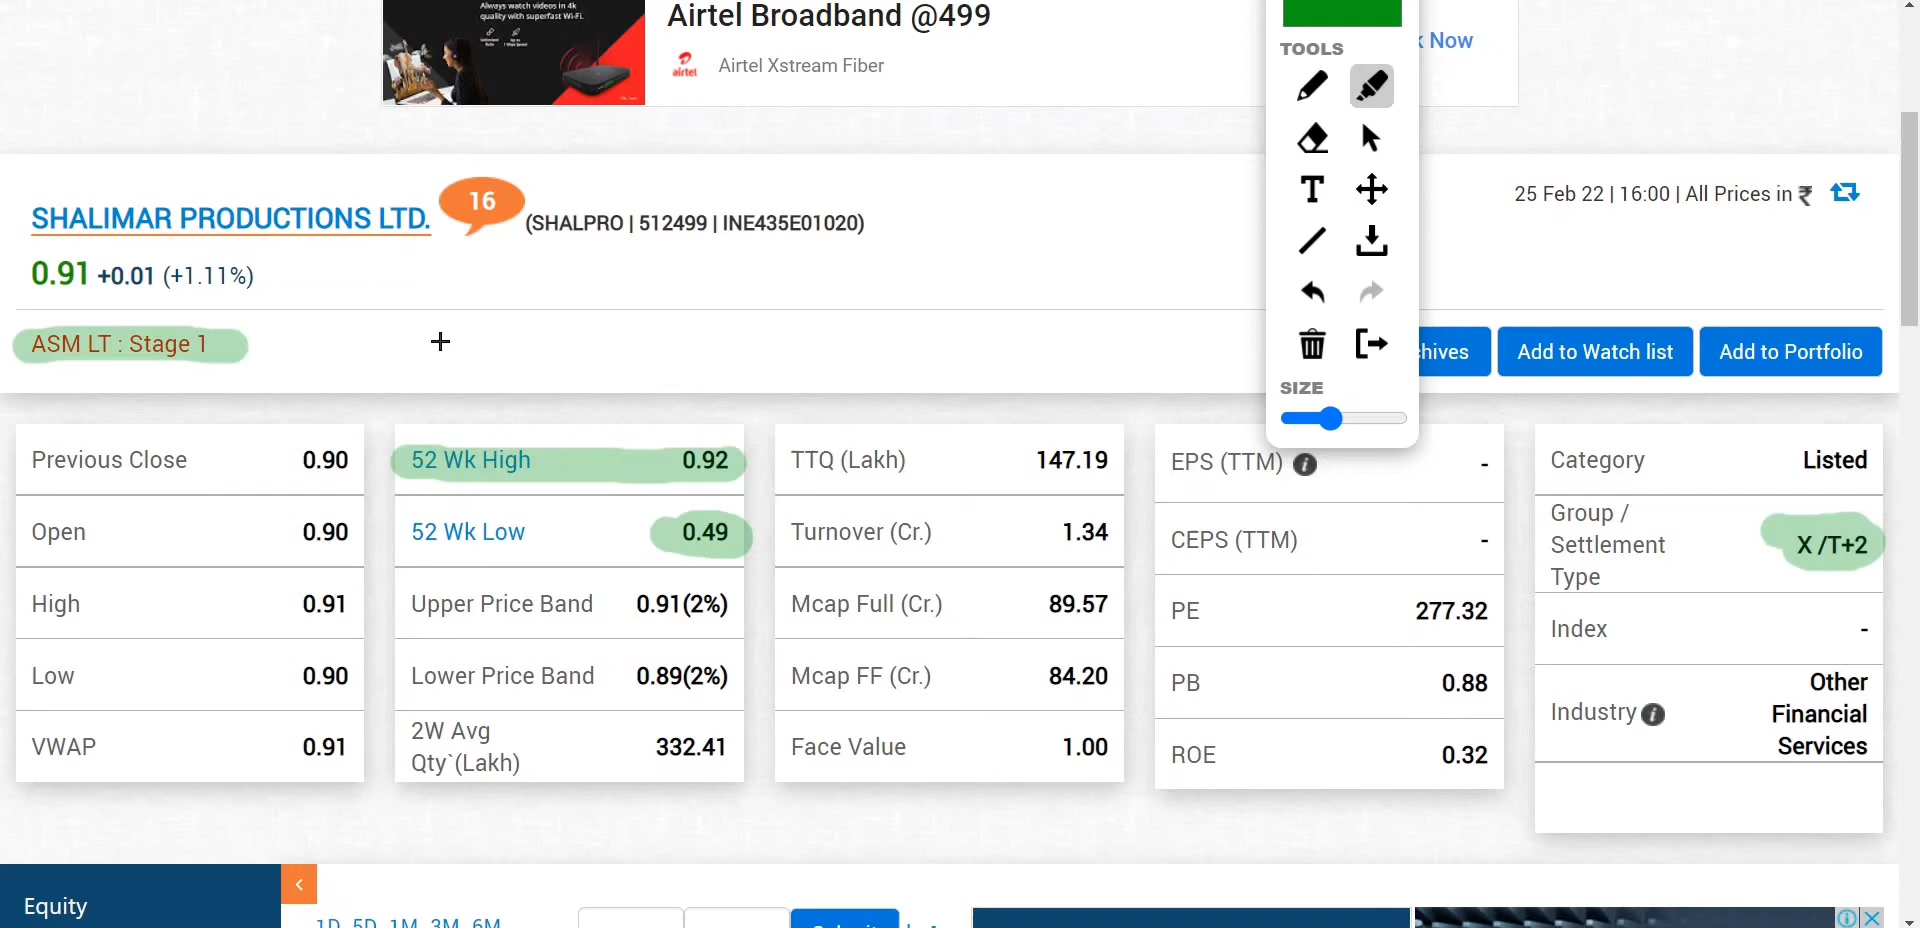 Always watch videos in 4k
quality with superfast Wi-Fi.
Airtel Broadband @499
airtel
Airtel Xstream Fiber
k Now
TOOLS
SIZE
SHALIMAR PRODUCTIONS LTD.
16
(SHALPRO | 512499 | INE435E01020)
25 Feb 22 | 16:00 | All Prices in ₹
0.91 +0.01 (+1.11%)
ASM LT : Stage 1
hives
Add to Watch list
Add to Portfolio
Previous Close 0.90
Open 0.90
High 0.91
Low 0.90
VWAP 0.91
52 Wk High 0.92
52 Wk Low 0.49
Upper Price Band 0.91(2%)
Lower Price Band 0.89(2%)
2W Avg
Qty`(Lakh) 332.41
TTQ (Lakh) 147.19
Turnover (Cr.) 1.34
Mcap Full (Cr.) 89.57
Mcap FF (Cr.) 84.20
Face Value 1.00
EPS (TTM) i -
CEPS (TTM) -
PE 277.32
PB 0.88
ROE 0.32
Category Listed
Group /
Settlement
Type
X /T+2
Index -
Industry i
Other
Financial
Services
Equity
1D 5D 1M 3M 6M
Submit